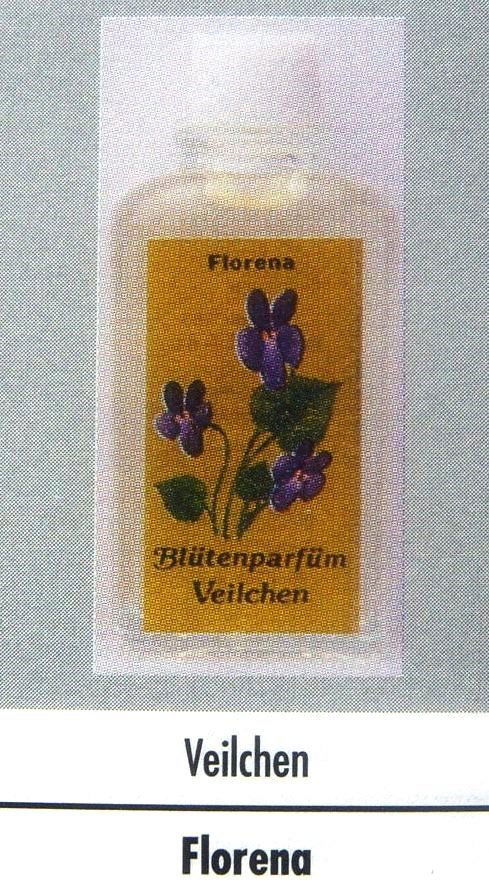 Florena
Blütenparfüm
Veilchen
Veilchen
Florena